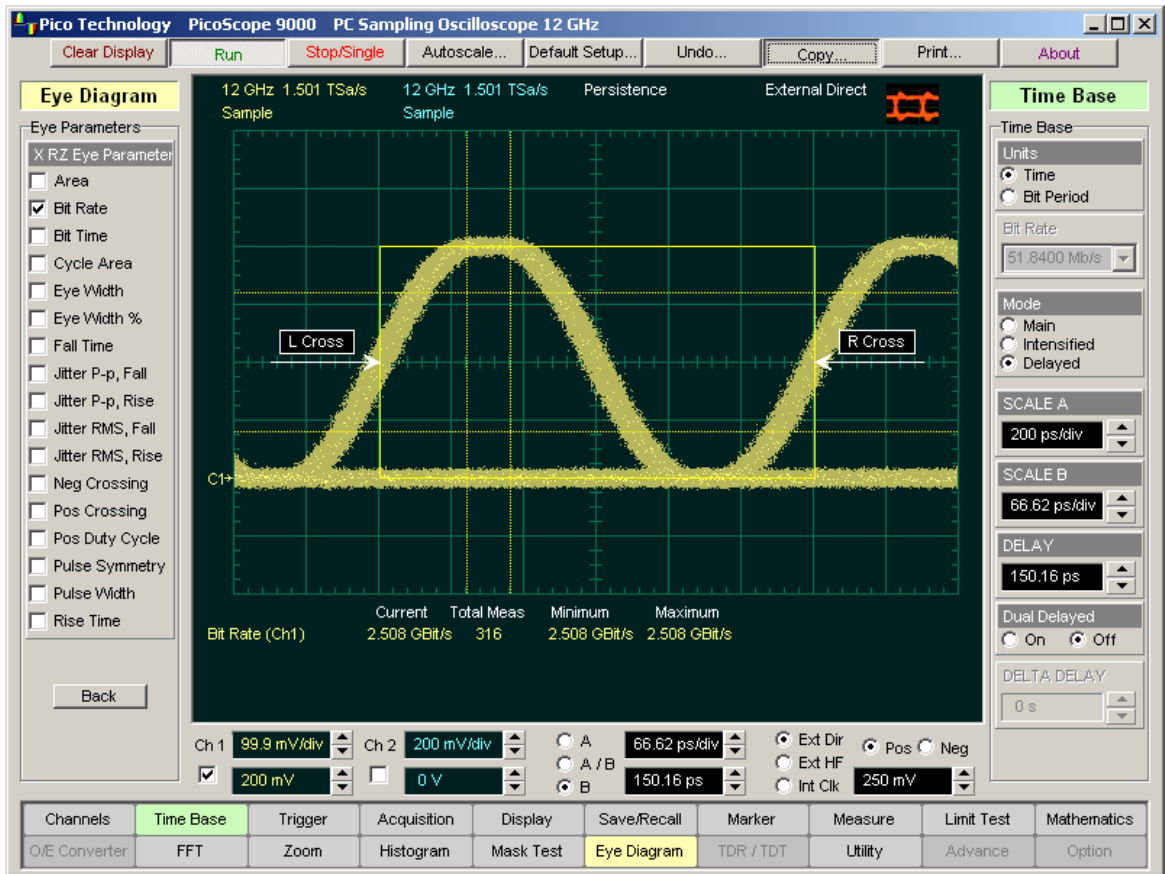 Pico Technology PicoScope 9000 PC Sampling Oscilloscope 12 GHz
Clear Display Run Stop/Single Autoscale... Default Setup... Undo... Copy... Print... About
Eye Diagram
Eye Parameters
X RZ Eye Parameter
Area
Bit Rate
Bit Time
Cycle Area
Eye Width
Eye Width %
Fall Time
Jitter P-p, Fall
Jitter P-p, Rise
Jitter RMS, Fall
Jitter RMS, Rise
Neg Crossing
Pos Crossing
Pos Duty Cycle
Pulse Symmetry
Pulse Width
Rise Time
Back
12 GHz 1.501 TSa/s 12 GHz 1.501 TSa/s Persistence External Direct
Sample Sample
L Cross R Cross
C1
Current Total Meas Minimum Maximum
Bit Rate (Ch1) 2.508 GBit/s 316 2.508 GBit/s 2.508 GBit/s
Time Base
Time Base
Units
Time
Bit Period
Bit Rate
51.8400 Mb/s
Mode
Main
Intensified
Delayed
SCALE A
200 ps/div
SCALE B
66.62 ps/div
DELAY
150.16 ps
Dual Delayed
On Off
DELTA DELAY
0 s
Ch 1 99.9 mV/div Ch 2 200 mV/div A 66.62 ps/div Ext Dir Pos Neg
A / B Ext HF
200 mV 0 V B 150.16 ps Int Clk 250 mV
Channels Time Base Trigger Acquisition Display Save/Recall Marker Measure Limit Test Mathematics
O/E Converter FFT Zoom Histogram Mask Test Eye Diagram TDR / TDT Utility Advance Option